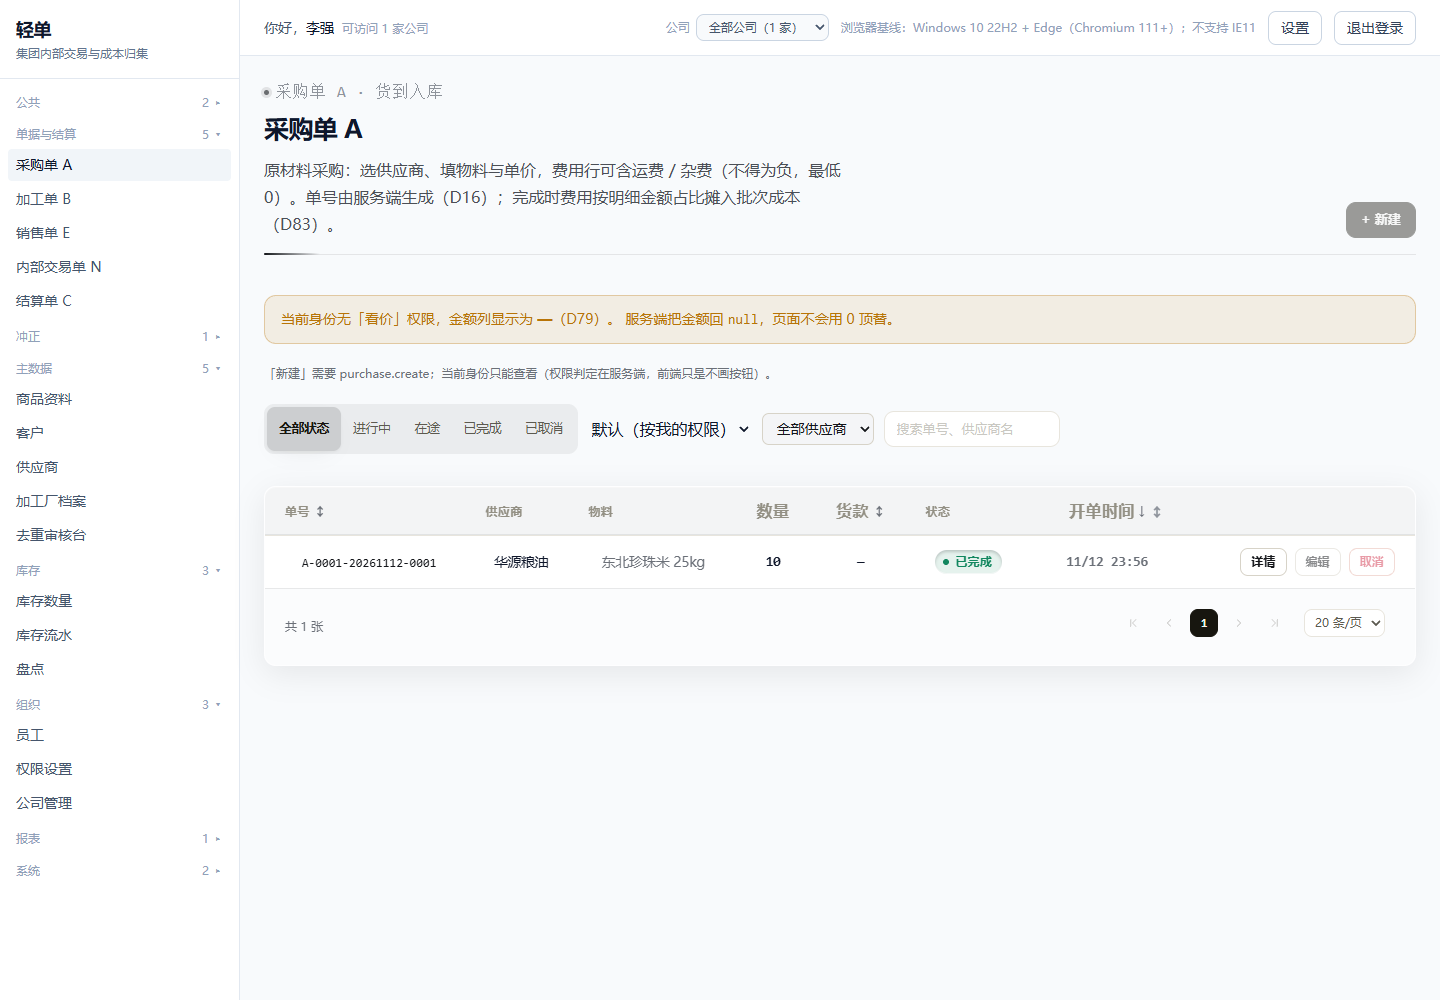 轻单
集团内部交易与成本归集
公共 2
单据与结算 5
采购单 A
加工单 B
销售单 E
内部交易单 N
结算单 C
冲正 1
主数据 5
商品资料
客户
供应商
加工厂档案
去重审核台
库存 3
库存数量
库存流水
盘点
组织 3
员工
权限设置
公司管理
报表 1
系统 2
你好，李强 可访问 1 家公司
公司 全部公司（1 家） 浏览器基线：Windows 10 22H2 + Edge（Chromium 111+）；不支持 IE11 设置 退出登录
采购单 A · 货到入库
采购单 A
原材料采购：选供应商、填物料与单价，费用行可含运费 / 杂费（不得为负，最低
0）。单号由服务端生成（D16）；完成时费用按明细金额占比摊入批次成本
（D83）。
+ 新建
当前身份无「看价」权限，金额列显示为 —（D79）。 服务端把金额回 null，页面不会用 0 顶替。
「新建」需要 purchase.create；当前身份只能查看（权限判定在服务端，前端只是不画按钮）。
全部状态 进行中 在途 已完成 已取消 默认（按我的权限） 全部供应商 搜索单号、供应商名
单号 ↕ 供应商 物料 数量 货款 ↕ 状态 开单时间↓ ↕
A-0001-20261112-0001 华源粮油 东北珍珠米 25kg 10 — 已完成 11/12 23:56 详情 编辑 取消
共 1 张 1 20 条/页